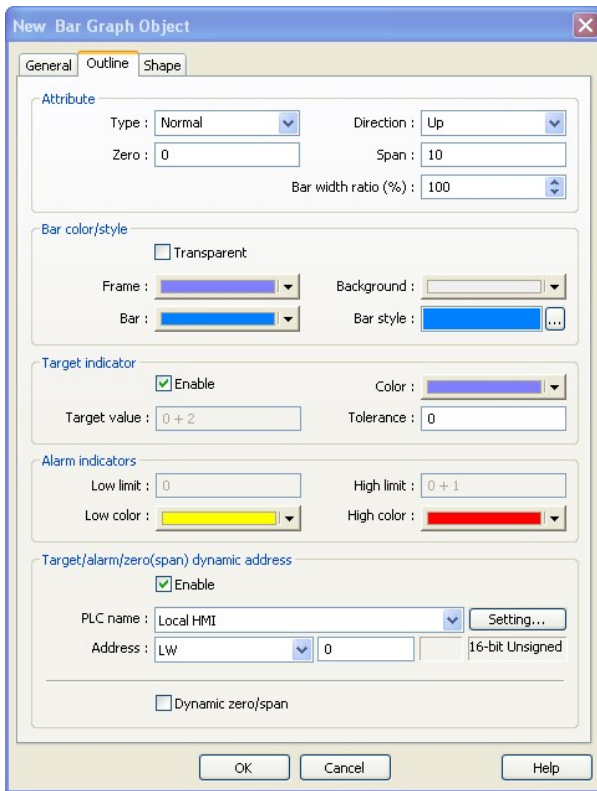 New Bar Graph Object
General Outline Shape
Attribute
Type : Normal Direction : Up
Zero : 0 Span : 10
Bar width ratio (%) : 100
Bar color/style
Transparent
Frame : Background :
Bar : Bar style : ...
Target indicator
Enable Color :
Target value : 0 + 2 Tolerance : 0
Alarm indicators
Low limit : 0 High limit : 0 + 1
Low color : High color :
Target/alarm/zero(span) dynamic address
Enable
PLC name : Local HMI Setting...
Address : LW 0 16-bit Unsigned
Dynamic zero/span
OK Cancel Help